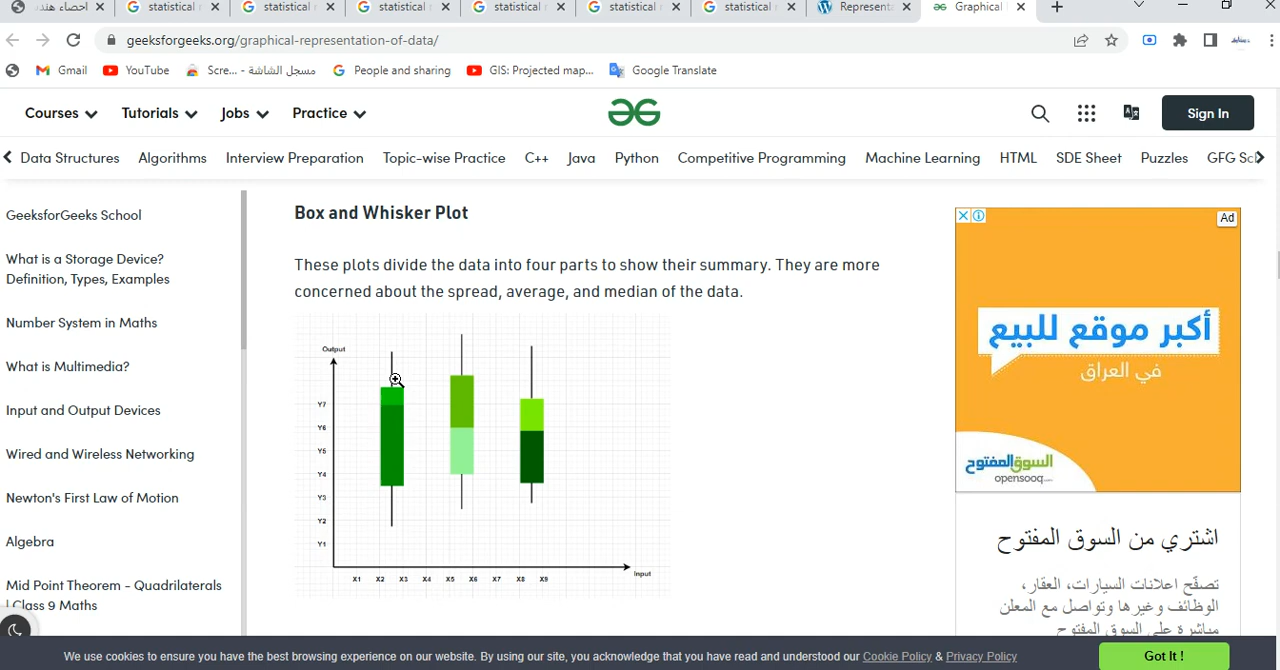 احصاء هند
statistical
statistical
statistical
statistical
statistical
statistical
Represent
Graphical
geeksforgeeks.org/graphical-representation-of-data/
Gmail
YouTube
Scre... - مسجل الشاشة
People and sharing
GIS: Projected map...
Google Translate
Courses
Tutorials
Jobs
Practice
Sign In
Data Structures
Algorithms
Interview Preparation
Topic-wise Practice
C++
Java
Python
Competitive Programming
Machine Learning
HTML
SDE Sheet
Puzzles
GFG Sc
GeeksforGeeks School
What is a Storage Device?
Definition, Types, Examples
Number System in Maths
What is Multimedia?
Input and Output Devices
Wired and Wireless Networking
Newton's First Law of Motion
Algebra
Mid Point Theorem - Quadrilaterals
| Class 9 Maths
Box and Whisker Plot
These plots divide the data into four parts to show their summary. They are more
concerned about the spread, average, and median of the data.
Output
Y7
Y6
Y5
Y4
Y3
Y2
Y1
X1 X2 X3 X4 X5 X6 X7 X8 X9
Input
Ad
أكبر موقع للبيع
في العراق
السوق المفتوح
opensooq.com
اشتري من السوق المفتوح
تصفّح اعلانات السيارات، العقار،
الوظائف وغيرها وتواصل مع المعلن
مباشرة على السوق المفتوح
We use cookies to ensure you have the best browsing experience on our website. By using our site, you acknowledge that you have read and understood our Cookie Policy & Privacy Policy
Got It !